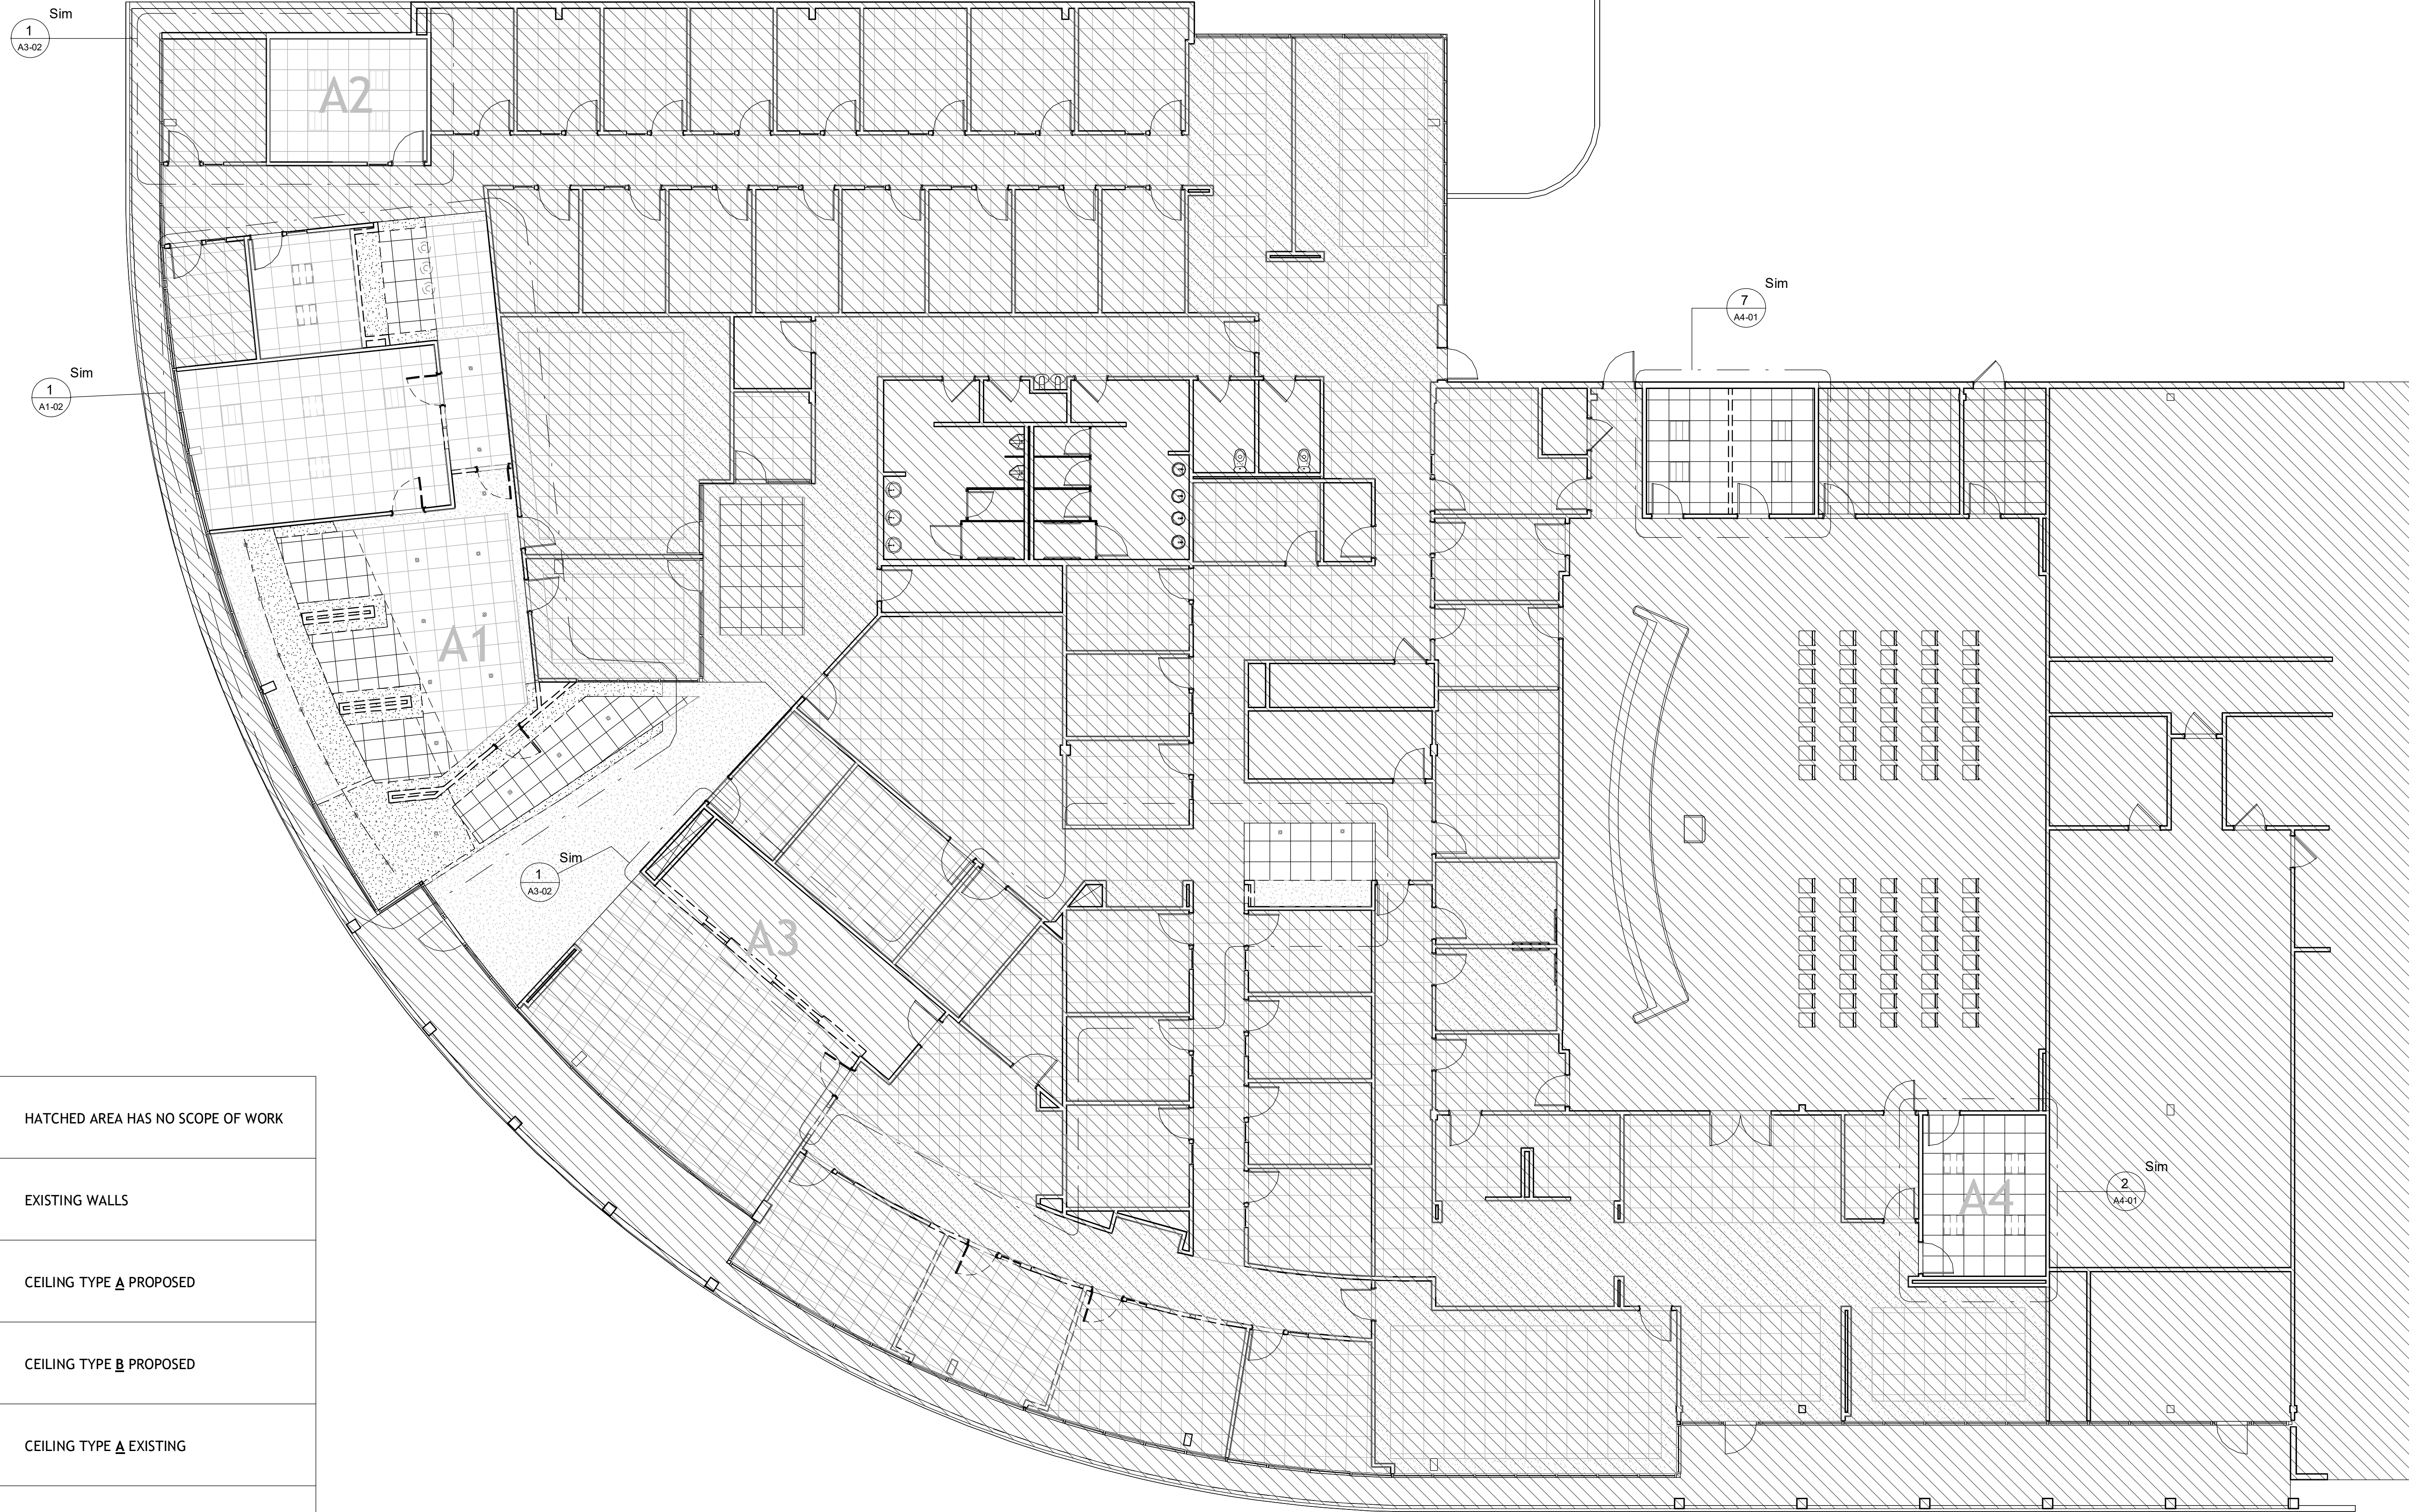 Sim
1
A3-02
A2
Sim
7
A4-01
Sim
1
A1-02
A1
Sim
1
A3-02
A3
HATCHED AREA HAS NO SCOPE OF WORK
EXISTING WALLS
Sim
2
A4-01
A4
CEILING TYPE A PROPOSED
CEILING TYPE B PROPOSED
CEILING TYPE A EXISTING